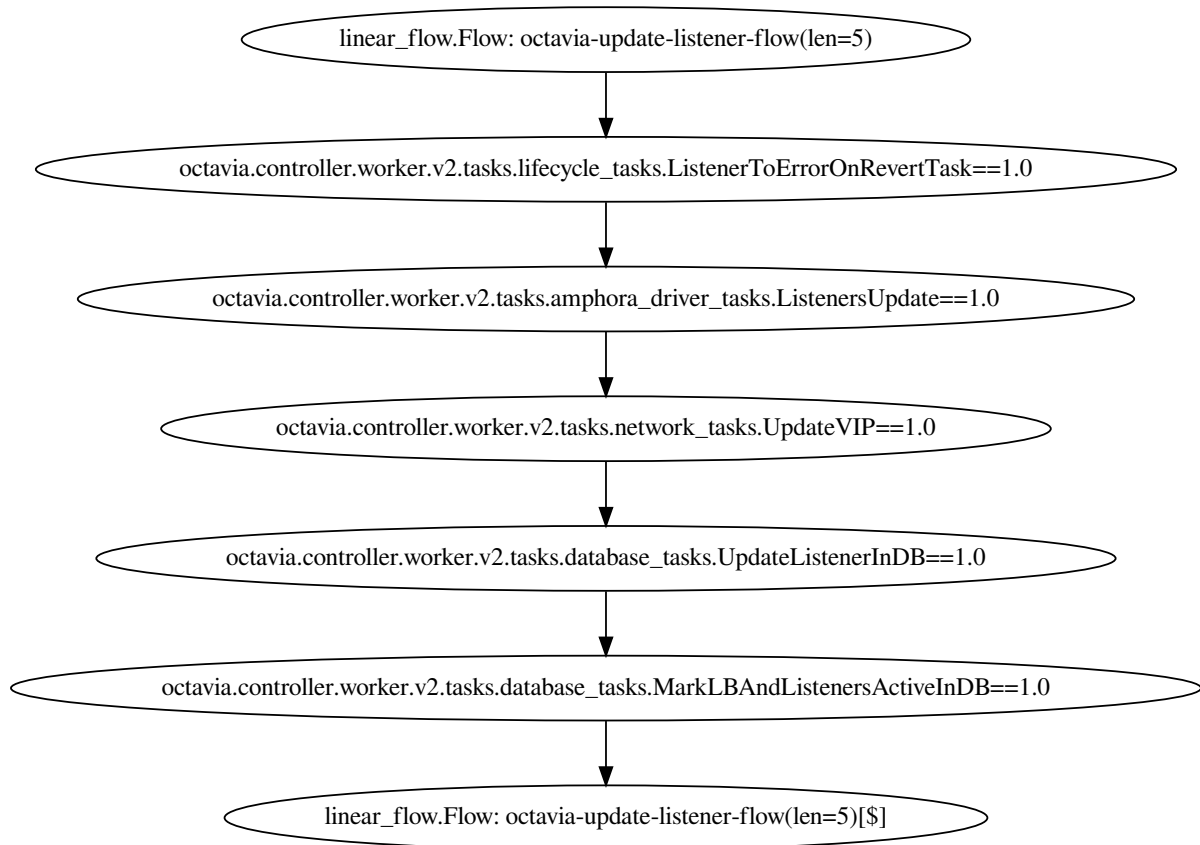 linear_flow.Flow: octavia-update-listener-flow(len=5)
octavia.controller.worker.v2.tasks.lifecycle_tasks.ListenerToErrorOnRevertTask==1.0
octavia.controller.worker.v2.tasks.amphora_driver_tasks.ListenersUpdate==1.0
octavia.controller.worker.v2.tasks.network_tasks.UpdateVIP==1.0
octavia.controller.worker.v2.tasks.database_tasks.UpdateListenerInDB==1.0
octavia.controller.worker.v2.tasks.database_tasks.MarkLBAndListenersActiveInDB==1.0
linear_flow.Flow: octavia-update-listener-flow(len=5)[$]